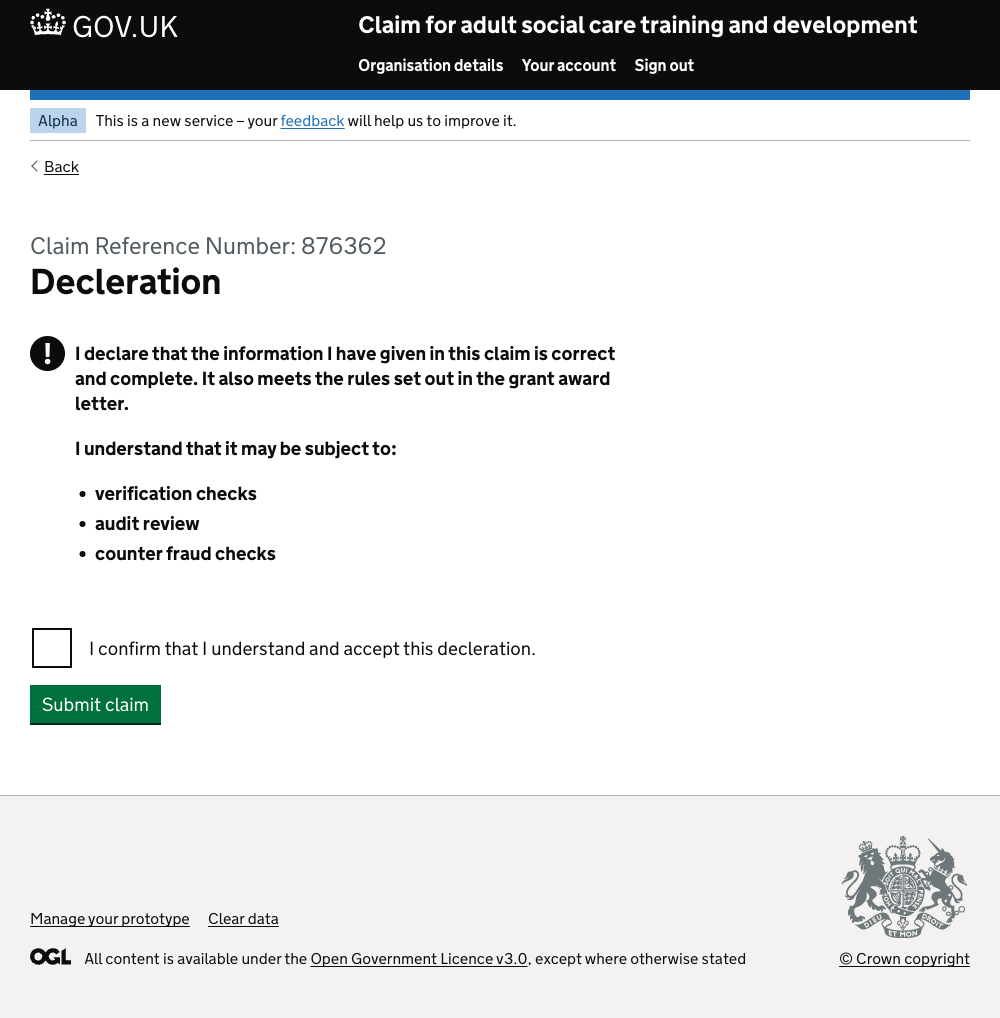 GOV.UK
Claim for adult social care training and development
Organisation details Your account Sign out
Alpha This is a new service – your feedback will help us to improve it.
Back
Claim Reference Number: 876362
Decleration
! I declare that the information I have given in this claim is correct
and complete. It also meets the rules set out in the grant award
letter.
I understand that it may be subject to:
• verification checks
• audit review
• counter fraud checks
I confirm that I understand and accept this decleration.
Submit claim
Manage your prototype Clear data
OGL All content is available under the Open Government Licence v3.0, except where otherwise stated
DIEU ET MON DROIT
© Crown copyright